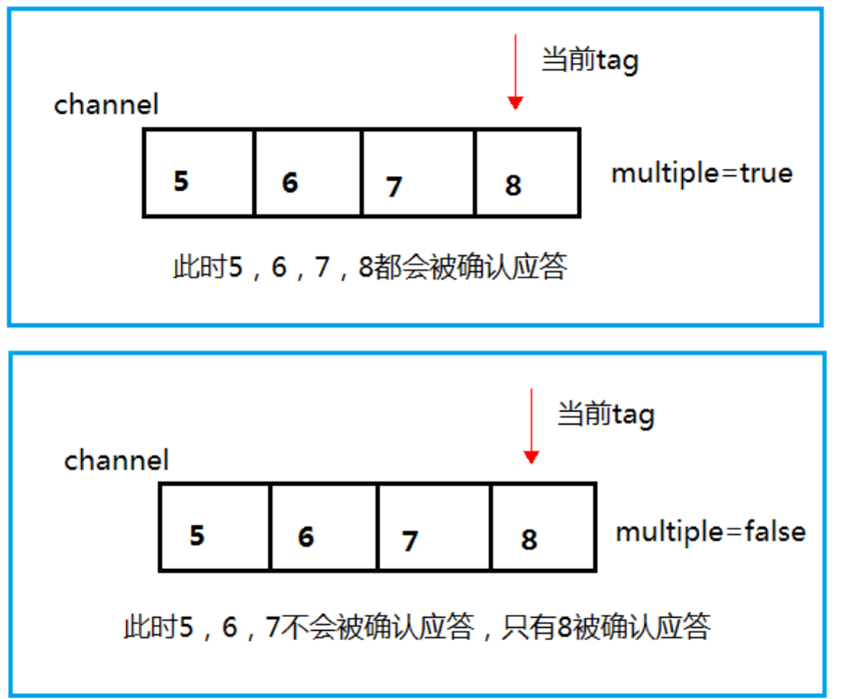 当前tag
channel
5 6 7 8
multiple=true
此时5，6，7，8都会被确认应答
当前tag
channel
5 6 7 8
multiple=false
此时5，6，7不会被确认应答，只有8被确认应答